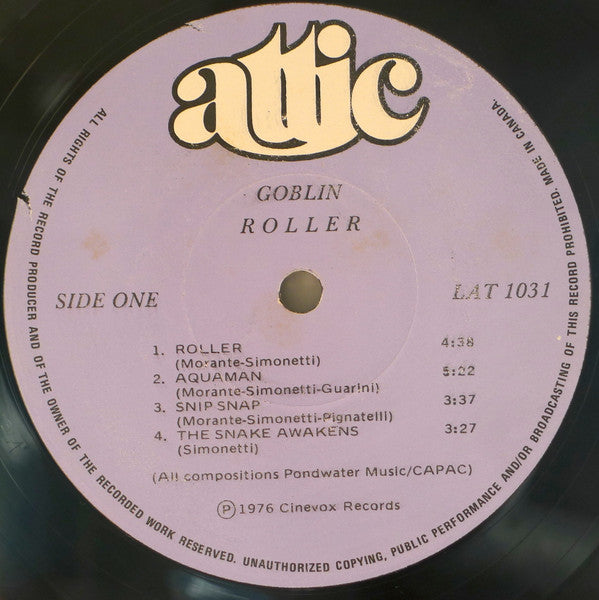 attic
GOBLIN
ROLLER
SIDE ONE
LAT 1031
1. ROLLER 4:38
(Morante-Simonetti)
2. AQUAMAN 5:22
(Morante-Simonetti-Guarini)
3. SNIP SNAP 3:37
(Morante-Simonetti-Pignatelli)
4. THE SNAKE AWAKENS 3:27
(Simonetti)
(All compositions Pondwater Music/CAPAC)
Ⓟ1976 Cinevox Records
ALL RIGHTS OF THE RECORD PRODUCER AND OF THE OWNER OF THE RECORDED WORK RESERVED. UNAUTHORIZED COPYING, PUBLIC PERFORMANCE AND/OR BROADCASTING OF THIS RECORD PROHIBITED. MADE IN CANADA.